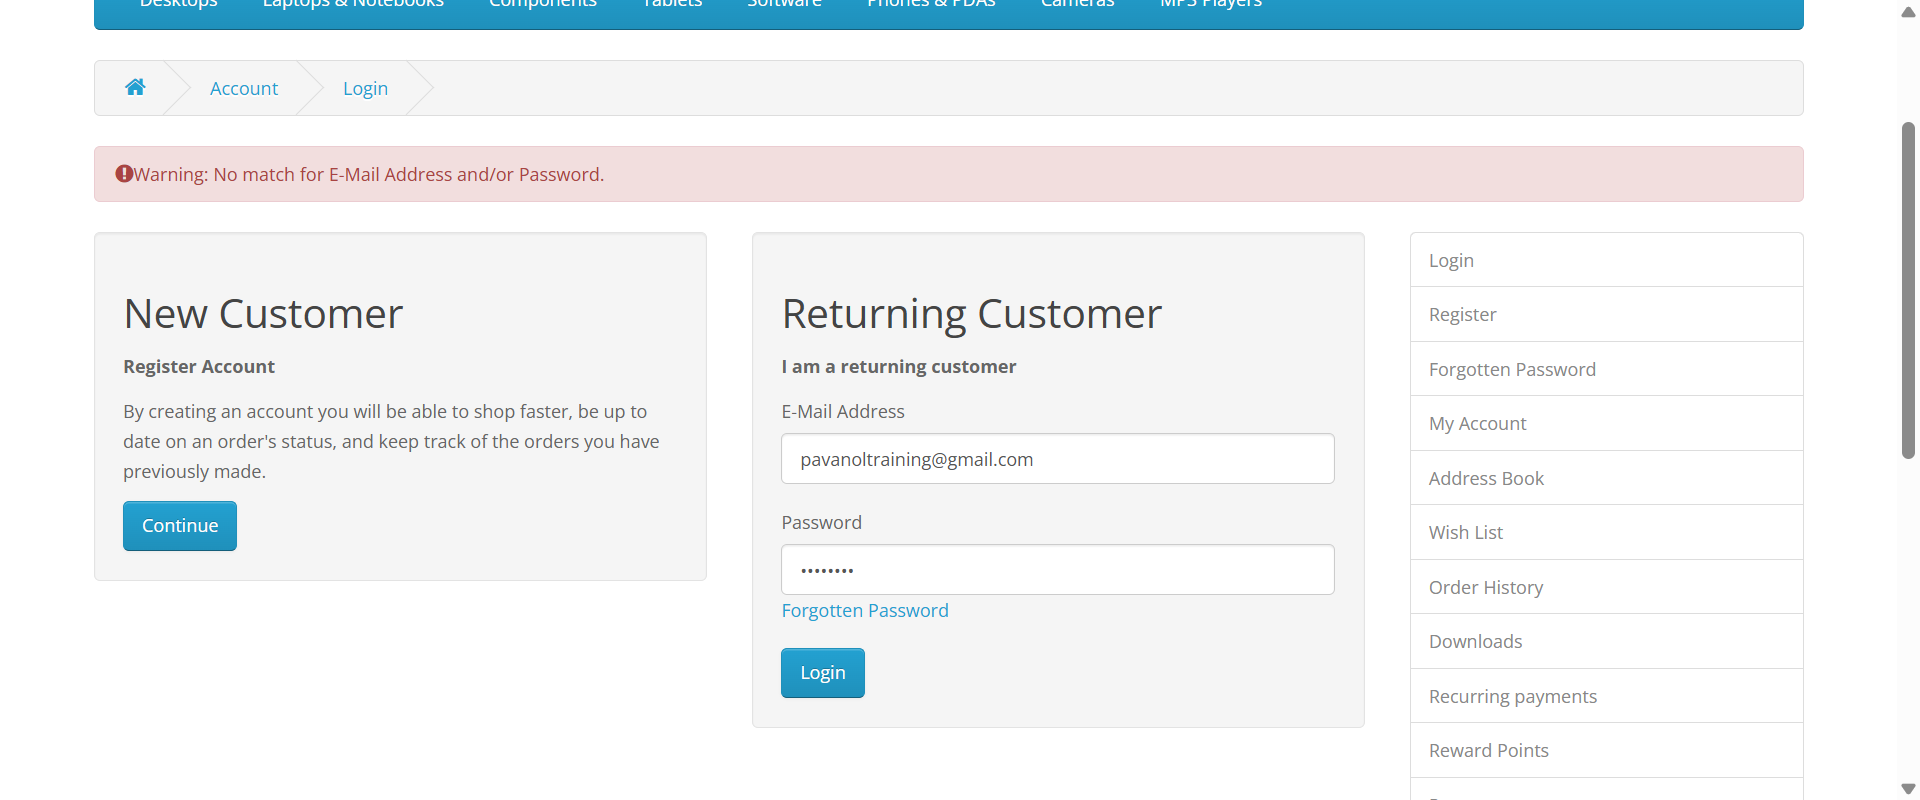 Desktops Laptops & Notebooks Components Tablets Software Phones & PDAs Cameras MP3 Players
Account Login
Warning: No match for E-Mail Address and/or Password.
New Customer
Register Account
By creating an account you will be able to shop faster, be up to
date on an order's status, and keep track of the orders you have
previously made.
Continue
Returning Customer
I am a returning customer
E-Mail Address
pavanoltraining@gmail.com
Password
••••••••
Forgotten Password
Login
Login
Register
Forgotten Password
My Account
Address Book
Wish List
Order History
Downloads
Recurring payments
Reward Points